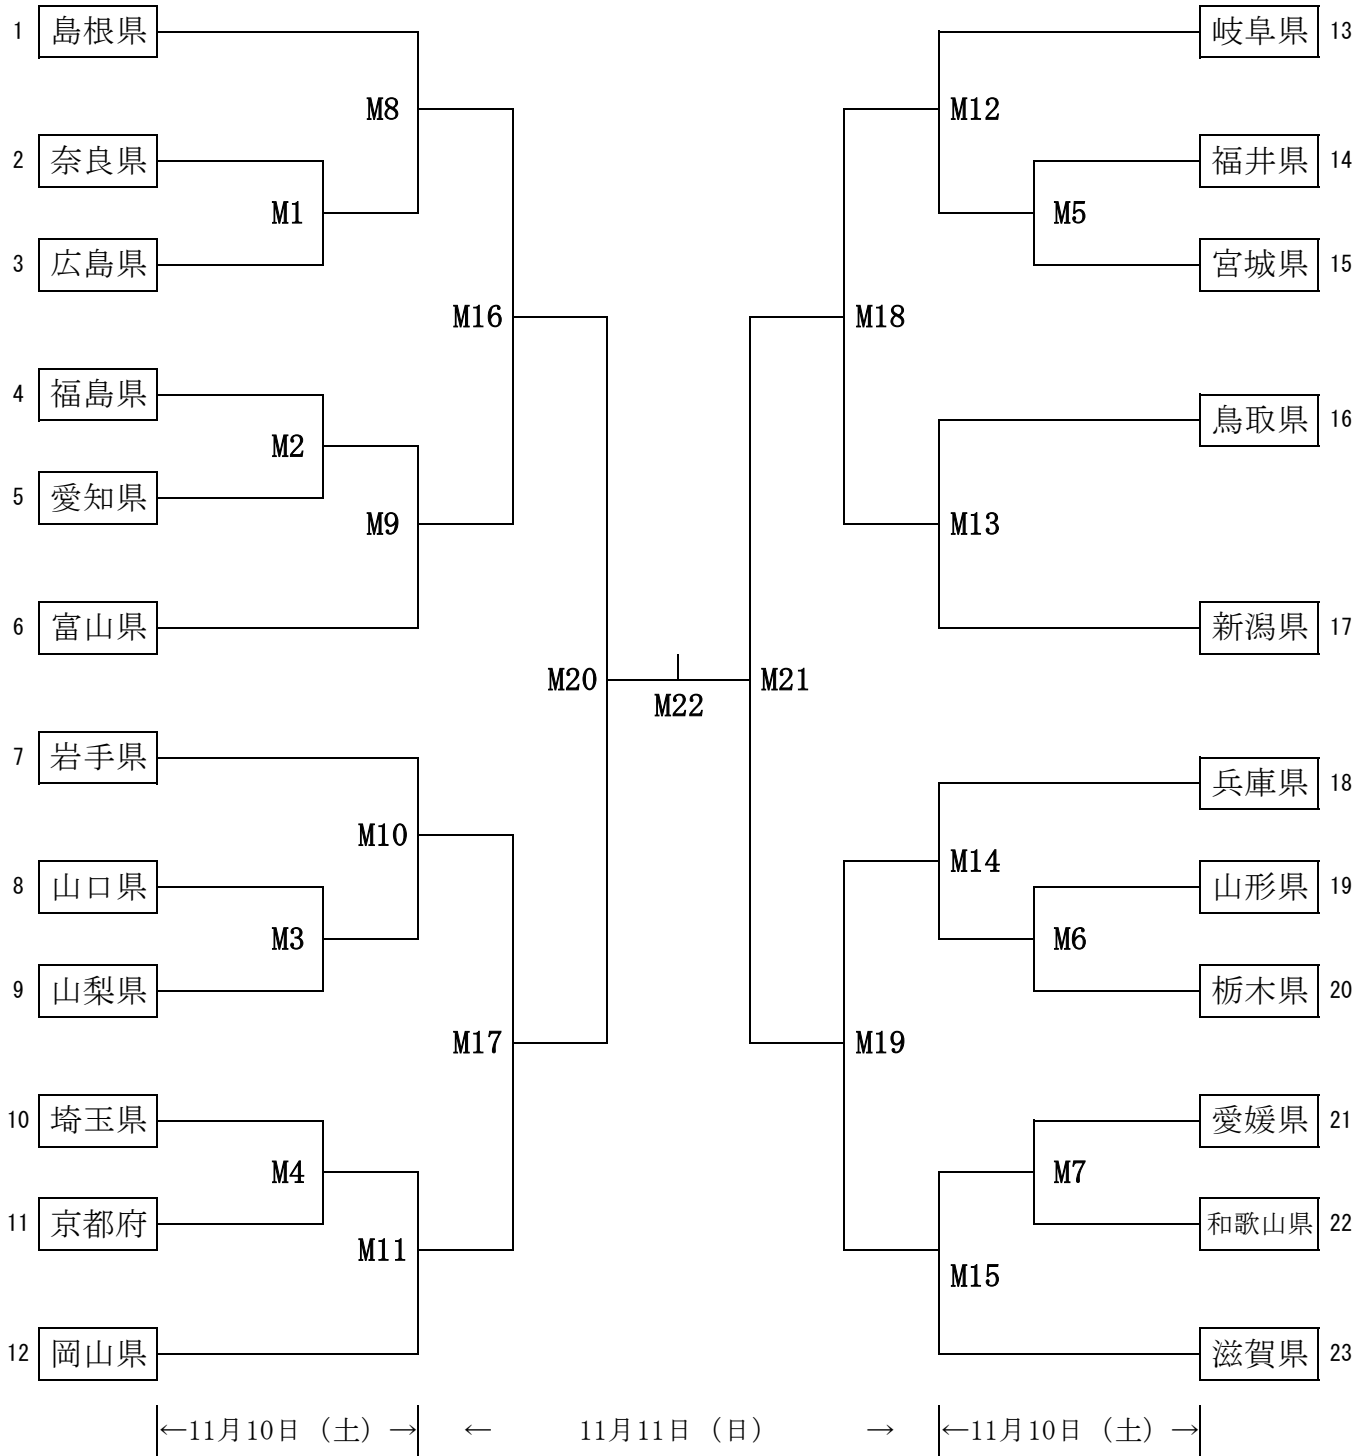 1 島根県
M8
2 奈良県
M1
3 広島県
M16
4 福島県
M2
5 愛知県
M9
6 富山県
M20
7 岩手県
M10
8 山口県
M3
9 山梨県
M17
10 埼玉県
M4
11 京都府
M11
12 岡山県
M22
岐阜県 13
M12
福井県 14
M5
宮城県 15
M18
鳥取県 16
M13
新潟県 17
M21
兵庫県 18
M14
山形県 19
M6
栃木県 20
M19
愛媛県 21
M7
和歌山県 22
M15
滋賀県 23
←11月10日（土）→ ← 11月11日（日） → ←11月10日（土）→